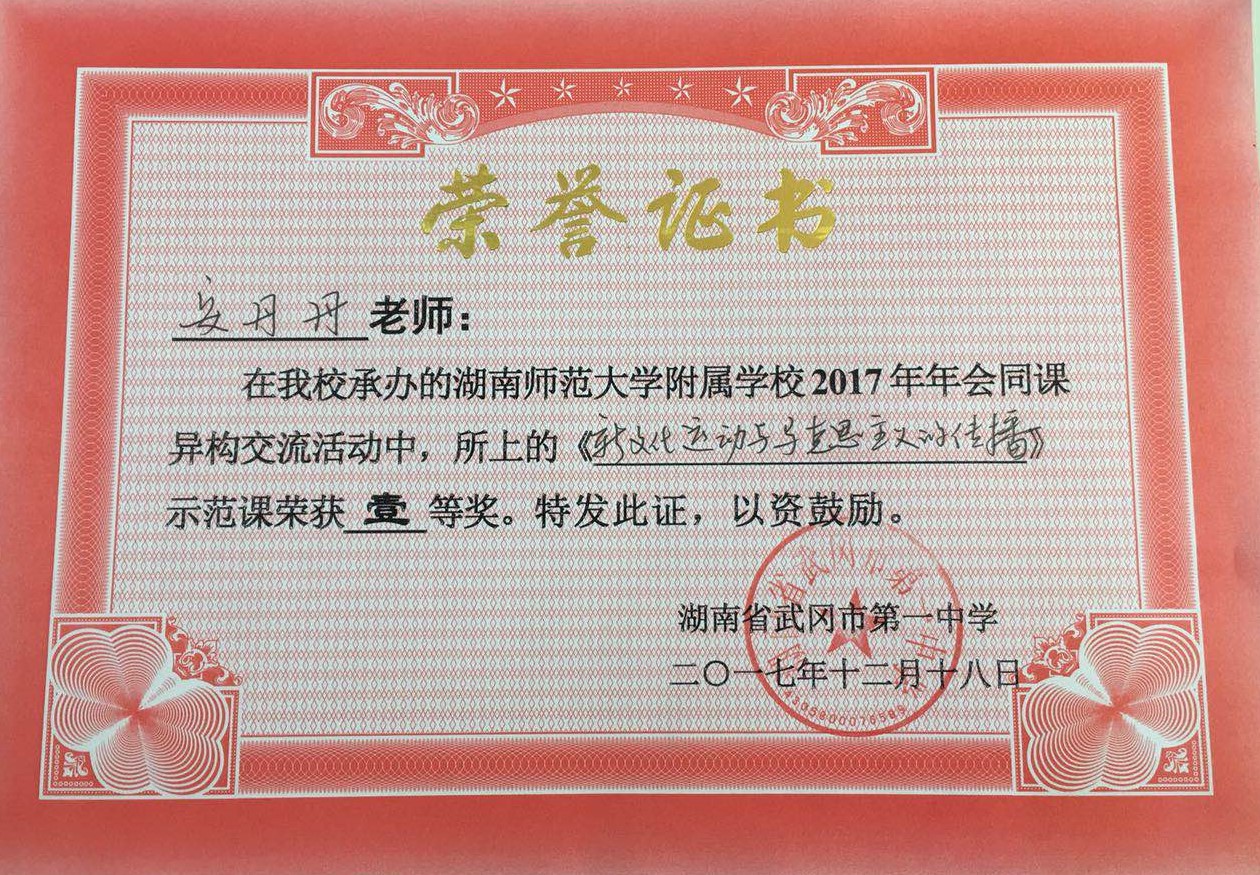 荣誉证书
安丹丹老师：
在我校承办的湖南师范大学附属学校2017年年会同课
异构交流活动中，所上的《新文化运动与马克思主义的传播》
示范课荣获壹等奖。特发此证，以资鼓励。
湖南省武冈市第一中学
二〇一七年十二月十八日